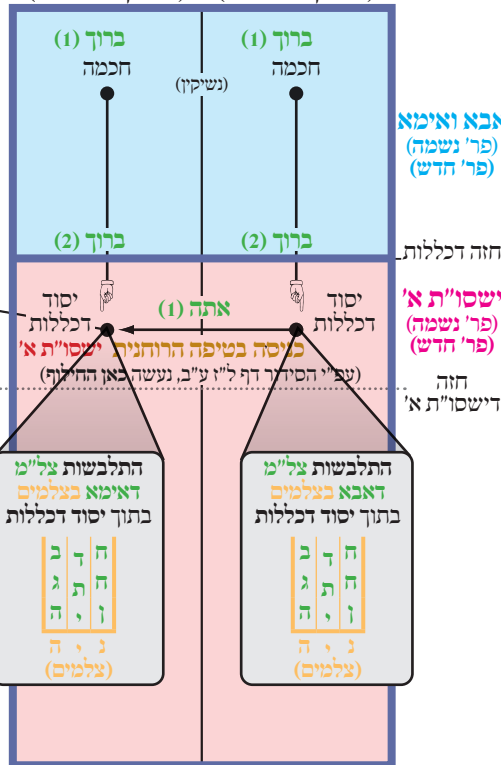 ברוך (1)
ברוך (1)
חכמה
חכמה
(נשיקין)
אבא ואימא
(פר' נשמה)
(פר' חדש)
ברוך (2)
ברוך (2)
חזה דכללות
ישסו"ת א'
(פר' נשמה)
(פר' חדש)
יסוד
דכללות
אתה (1)
יסוד
דכללות
כניסה בטיפה הרוחנית ישסו"ת א'
(עפ"י הסידור דף ל"ז ע"ב, נעשה כאן החילוף)
חזה
דישסו"ת א'
התלבשות צל"מ
דאבא בצלמים
בתוך יסוד דכללות
ח ד ב
ח ת ג
ן י ה
נ י ה
(צלמים)
התלבשות צל"מ
דאימא בצלמים
בתוך יסוד דכללות
ח ד ב
ח ת ג
ן י ה
נ י ה
(צלמים)